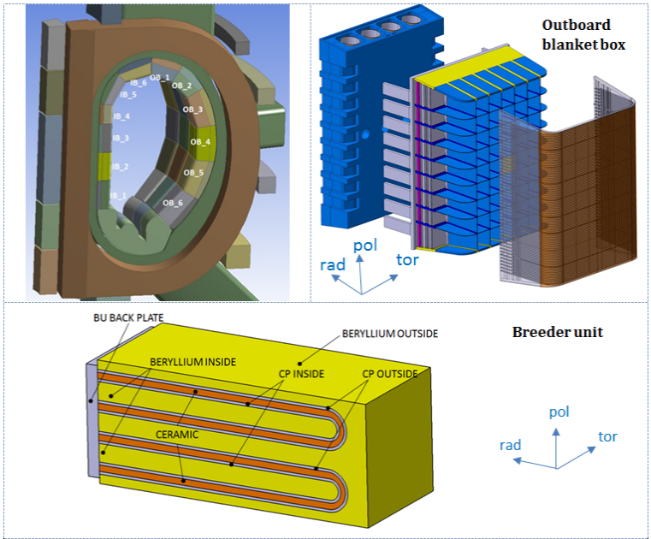 IB_6
OB_1
IB_5
OB_2
IB_4
OB_3
IB_3
OB_4
IB_2
OB_5
IB_1
OB_6
Outboard
blanket box
pol
rad
tor
BU BACK PLATE
BERYLLIUM OUTSIDE
Breeder unit
BERYLLIUM INSIDE
CP INSIDE
CP OUTSIDE
CERAMIC
pol
tor
rad